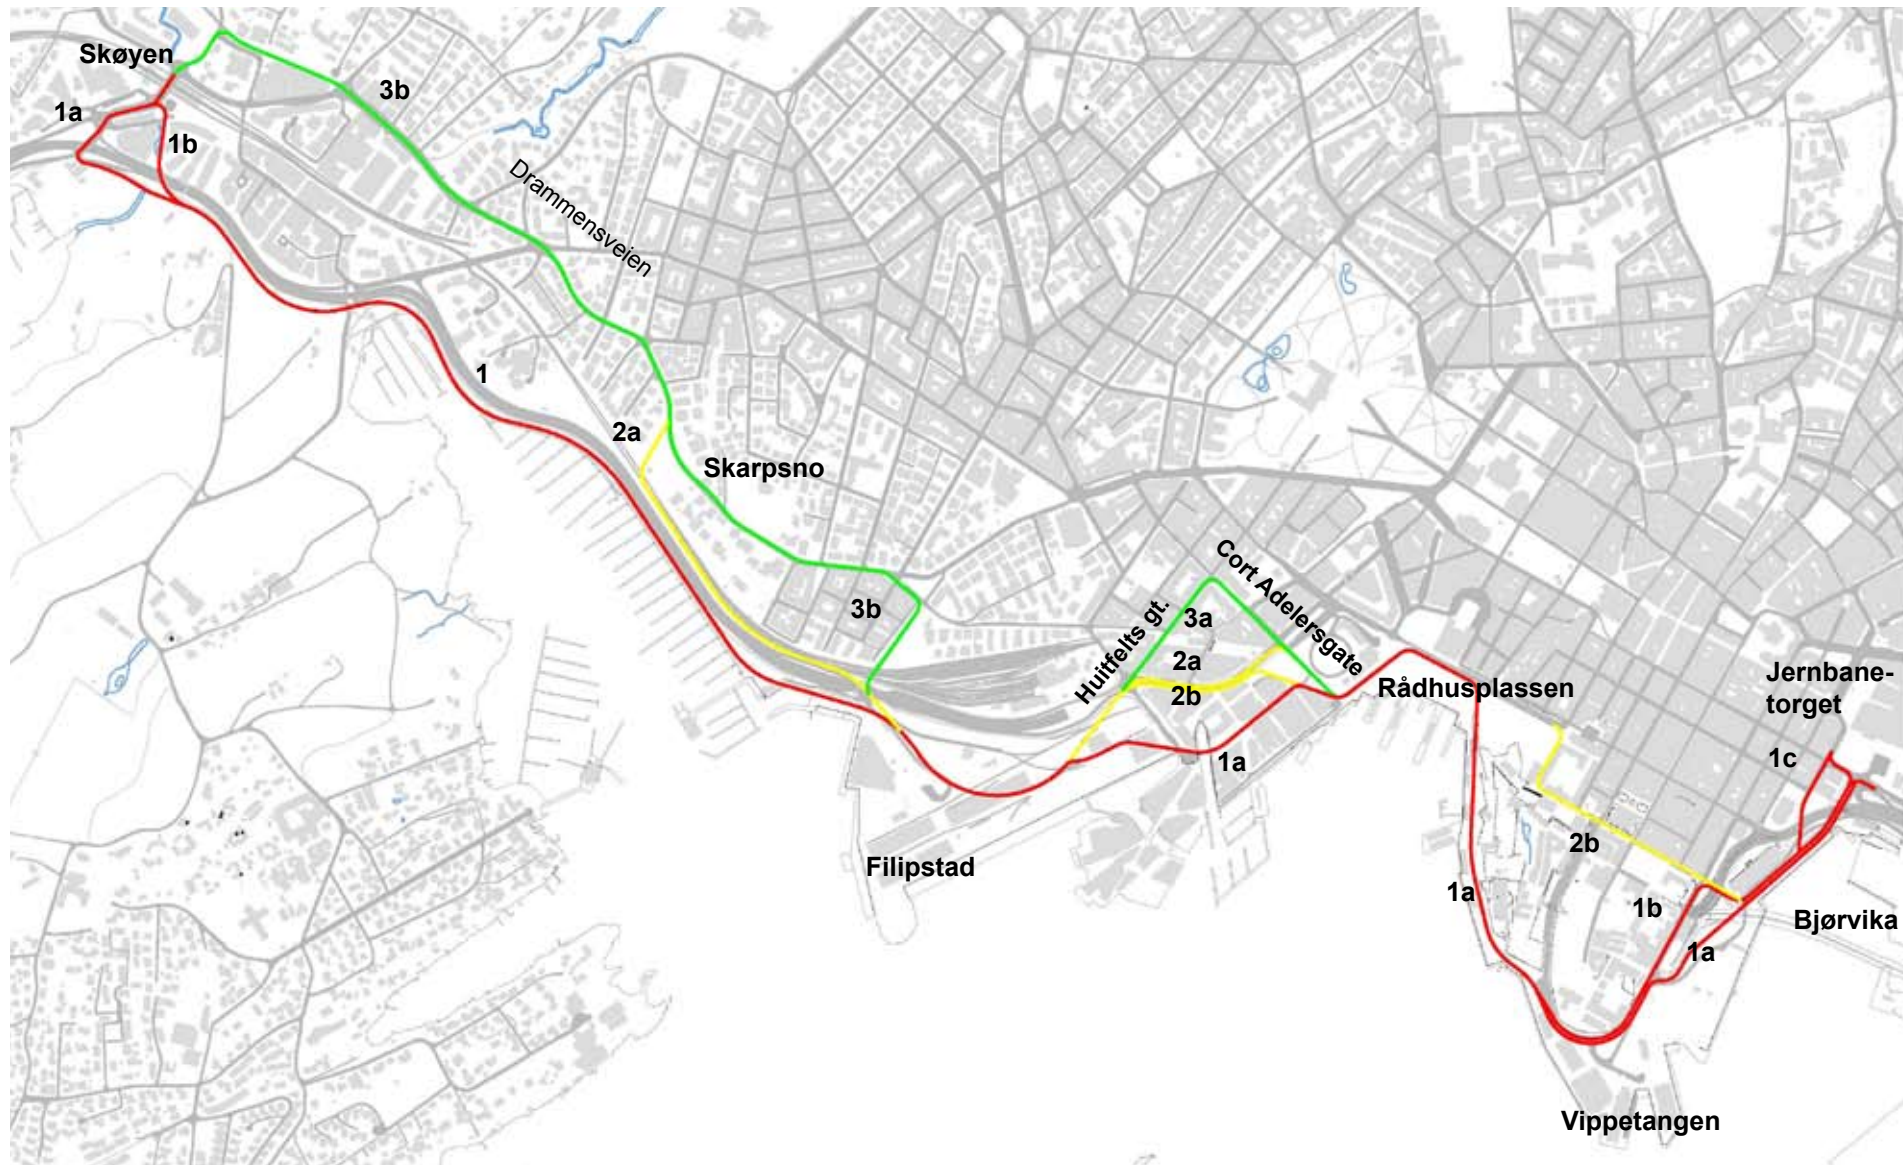 Skøyen
3b
1a
1b
Drammensveien
1
2a
Skarpsno
3b
Cort Adelersgate
Huitfelts gt.
3a
2a
2b
Rådhusplassen
Jernbane-
torget
1c
1a
2b
Filipstad
1a
1b
Bjørvika
1a
Vippetangen